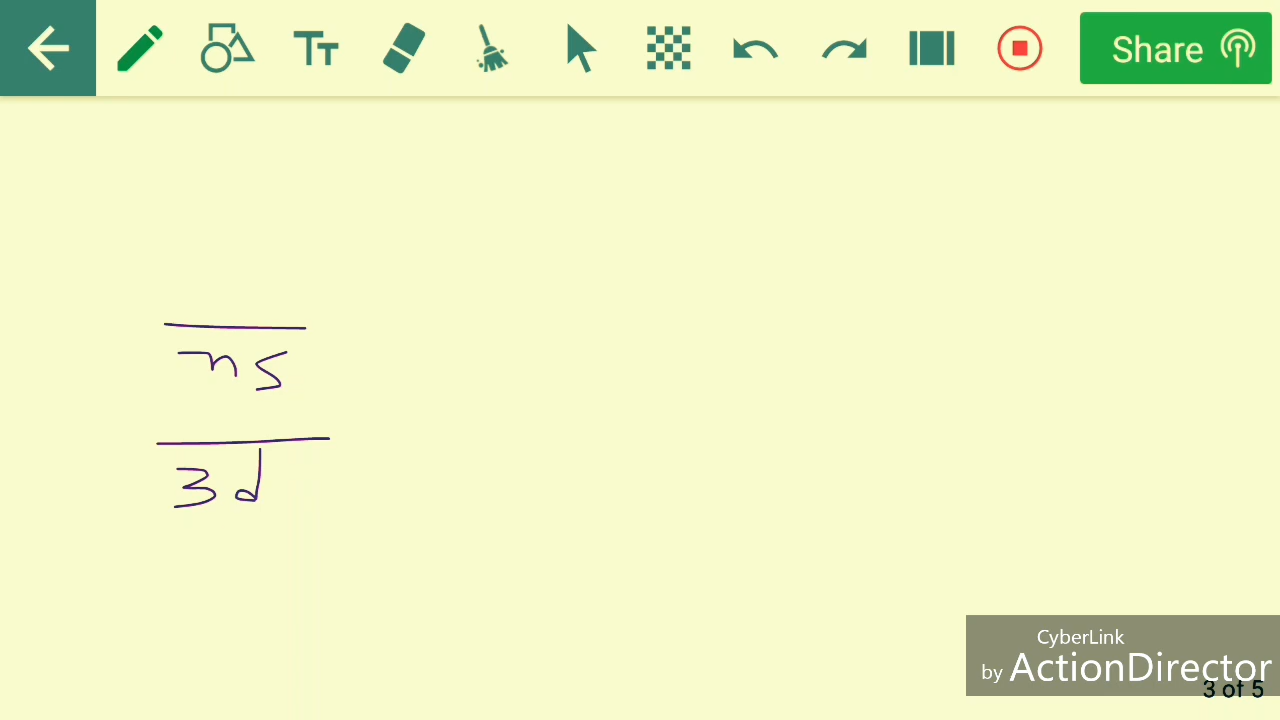 Share
ns
3d
CyberLink
by ActionDirector
3 of 5